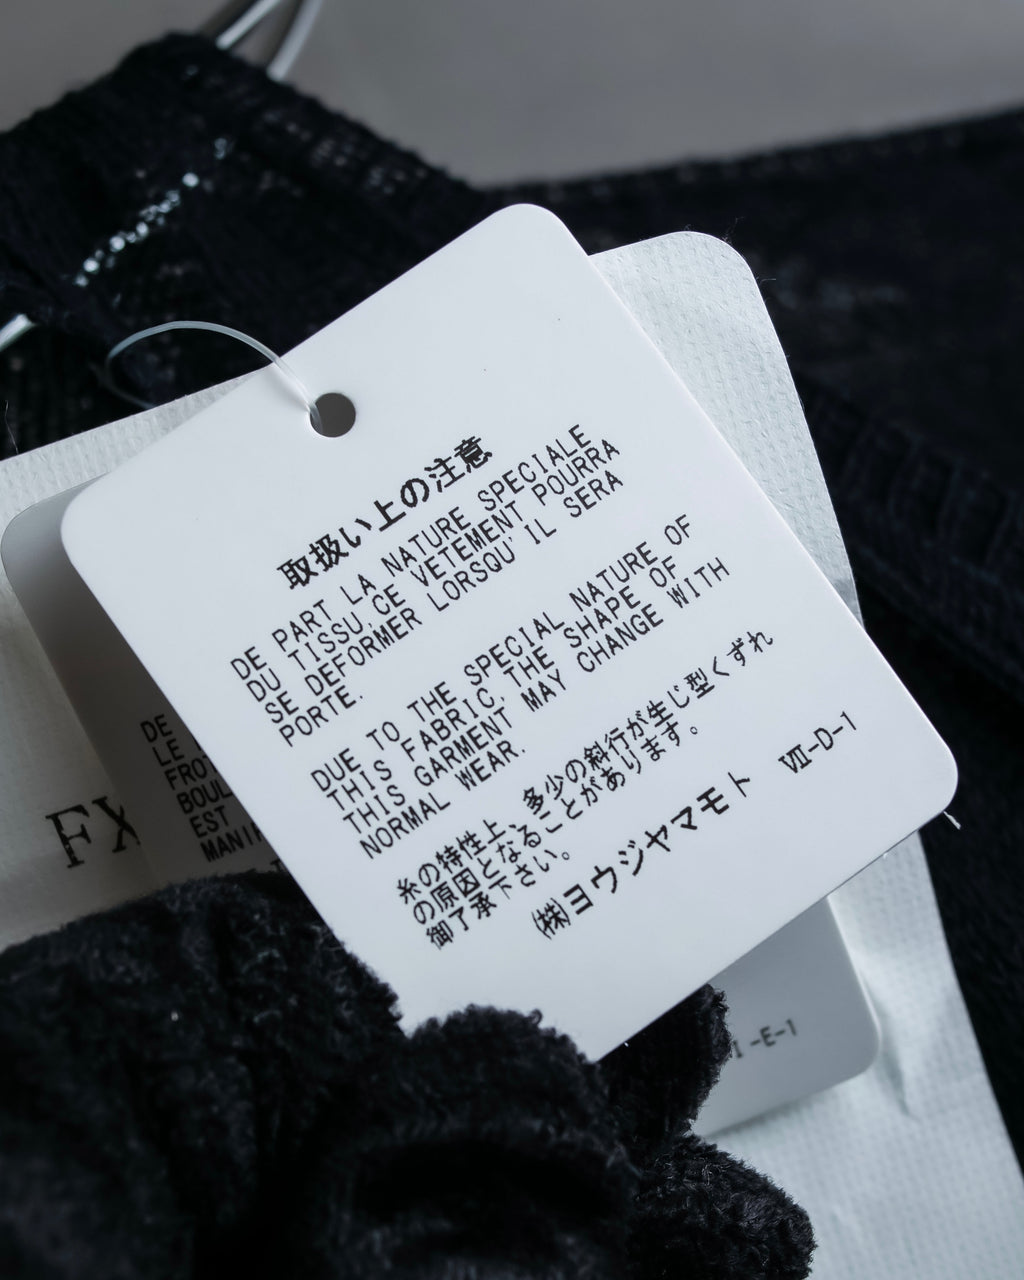 取扱い上の注意
DE PART LA NATURE SPECIALE
DU TISSU,CE VETEMENT POURRA
SE DEFORMER LORSQU'IL SERA
PORTE.
DUE TO THE SPECIAL NATURE OF
THIS FABRIC,THE SHAPE OF
THIS GARMENT MAY CHANGE WITH
NORMAL WEAR.
糸の特性上、多少の斜行が生じ型くずれ
の原因となることがあります。
御了承下さい。
㈱ヨウジヤマモト Ⅶ-D-1
DE
LE
EST
-E-1